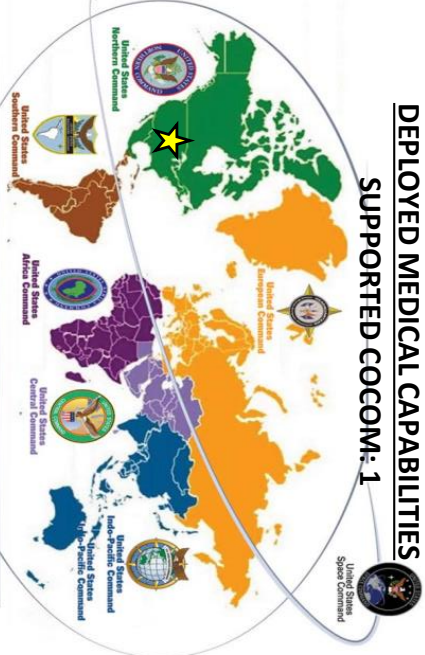 DEPLOYED MEDICAL CAPABILITIES
SUPPORTED COCOM: 1
United States
Space Command
United States
Northern Command
United States
European Command
United States
Southern Command
United States
Africa Command
United States
Central Command
United States
Indo-Pacific Command
United States
Indo-Pacific Command